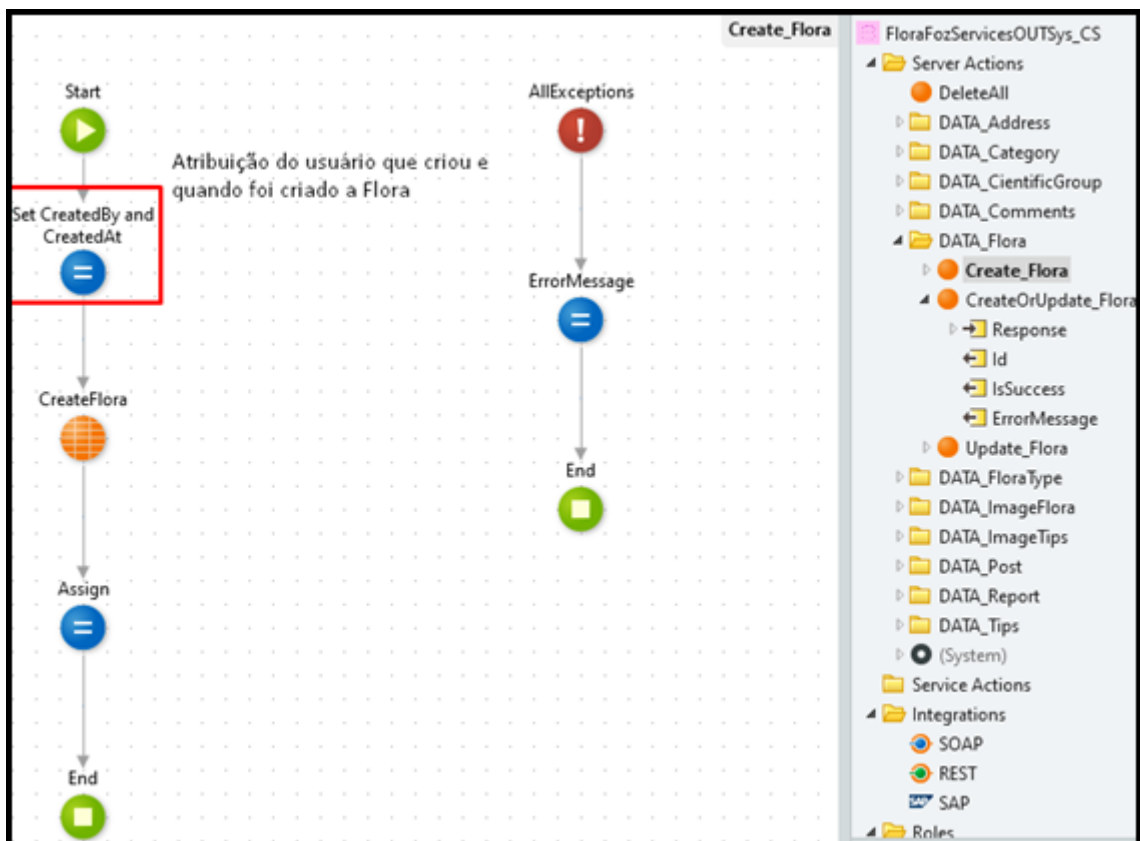 Create_Flora
Start
Atribuição do usuário que criou e
quando foi criado a Flora
Set CreatedBy and
CreatedAt
CreateFlora
Assign
End
AllExceptions
ErrorMessage
End
FloraFozServicesOUTSys_CS
Server Actions
DeleteAll
DATA_Address
DATA_Category
DATA_CientificGroup
DATA_Comments
DATA_Flora
Create_Flora
CreateOrUpdate_Flora
Response
Id
IsSuccess
ErrorMessage
Update_Flora
DATA_FloraType
DATA_ImageFlora
DATA_ImageTips
DATA_Post
DATA_Report
DATA_Tips
(System)
Service Actions
Integrations
SOAP
REST
SAP SAP
Roles